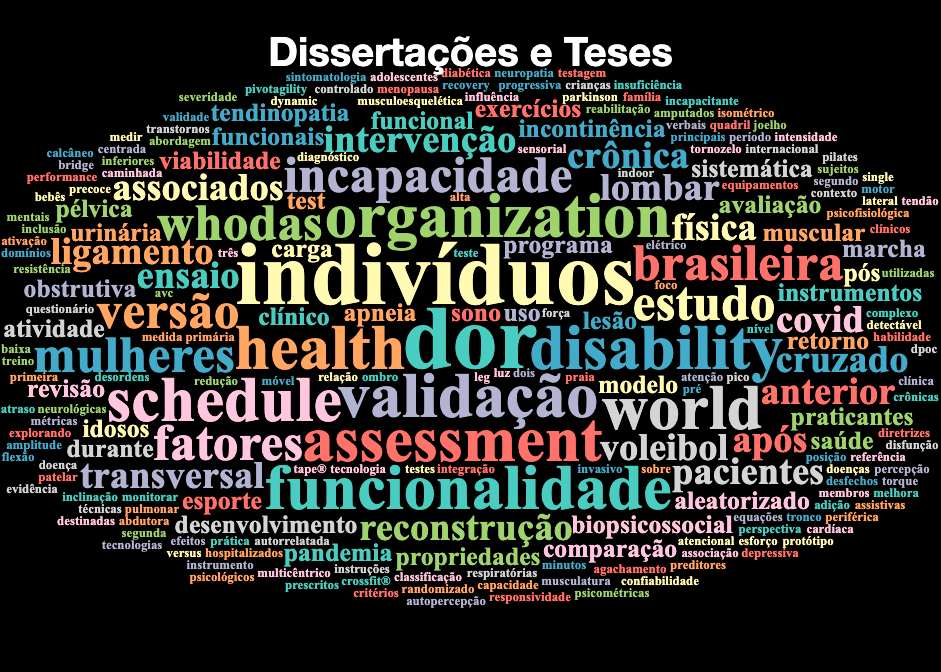 Dissertações e Teses
sintomatologia adolescentes diabética neuropatia testagem
pivotagility controlado menopausa recovery progressiva crianças insuficiência
severidade dynamic musculoesquelética influência parkinson família incapacitante
validade tendinopatia funcional exercícios reabilitação amputados isométrico
transtornos funcionais intervenção incontinência verbais quadril joelho
medir abordagem sensorial principais período intensidade
calcâneo centrada diagnóstico crônica tornozelo internacional
bridge inferiores viabilidade incapacidade indoor sistemática pilates
performance caminhada lombar equipamentos sujeitos
precoce associados test alta segundo single
bebês contexto motor
mentais pélvica whodas organization física avaliação lateral tendão
inclusão urinária muscular psicofisiológica
ativação ligamento três carga teste programa elétrico clínicos
domínios brasileira marcha
resistência ensaio indivíduos foco pós utilizadas
obstrutiva avc estudo instrumentos
questionário versão clínico apneia sono uso força lesão covid complexo
atividade nível detectável
baixa medida primária retorno habilidade
treino mulheres health dor disability cruzado dpoc
primeira desordens redução móvel relação ombro leg luz dois praia modelo atenção pico clínica
revisão pré anterior crônicas
atraso neurológicas schedule validação world praticantes
métricas
explorando idosos diretrizes
amplitude durante fatores assessment voleibol após saúde disfunção
flexão posição referência
doença transversal tape® tecnologia testes integração invasivo sobre pacientes doenças percepção
patelar desfechos torque
evidência inclinação monitorar esporte funcionalidade aleatorizado membros melhora
técnicas pulmonar adição assistivas
destinadas abdutora desenvolvimento reconstrução biopsicossocial equações tronco periférica
segunda perspectiva cardíaca
tecnologias efeitos prática autorrelatada atencional esforço protótipo
versus hospitalizados pandemia propriedades comparação associação depressiva
instrumento instruções minutos agachamento preditores
psicológicos multicêntrico classificação respiratórias
prescritos crossfit® capacidade musculatura confiabilidade
critérios randomizado
autopercepção responsividade psicométricas